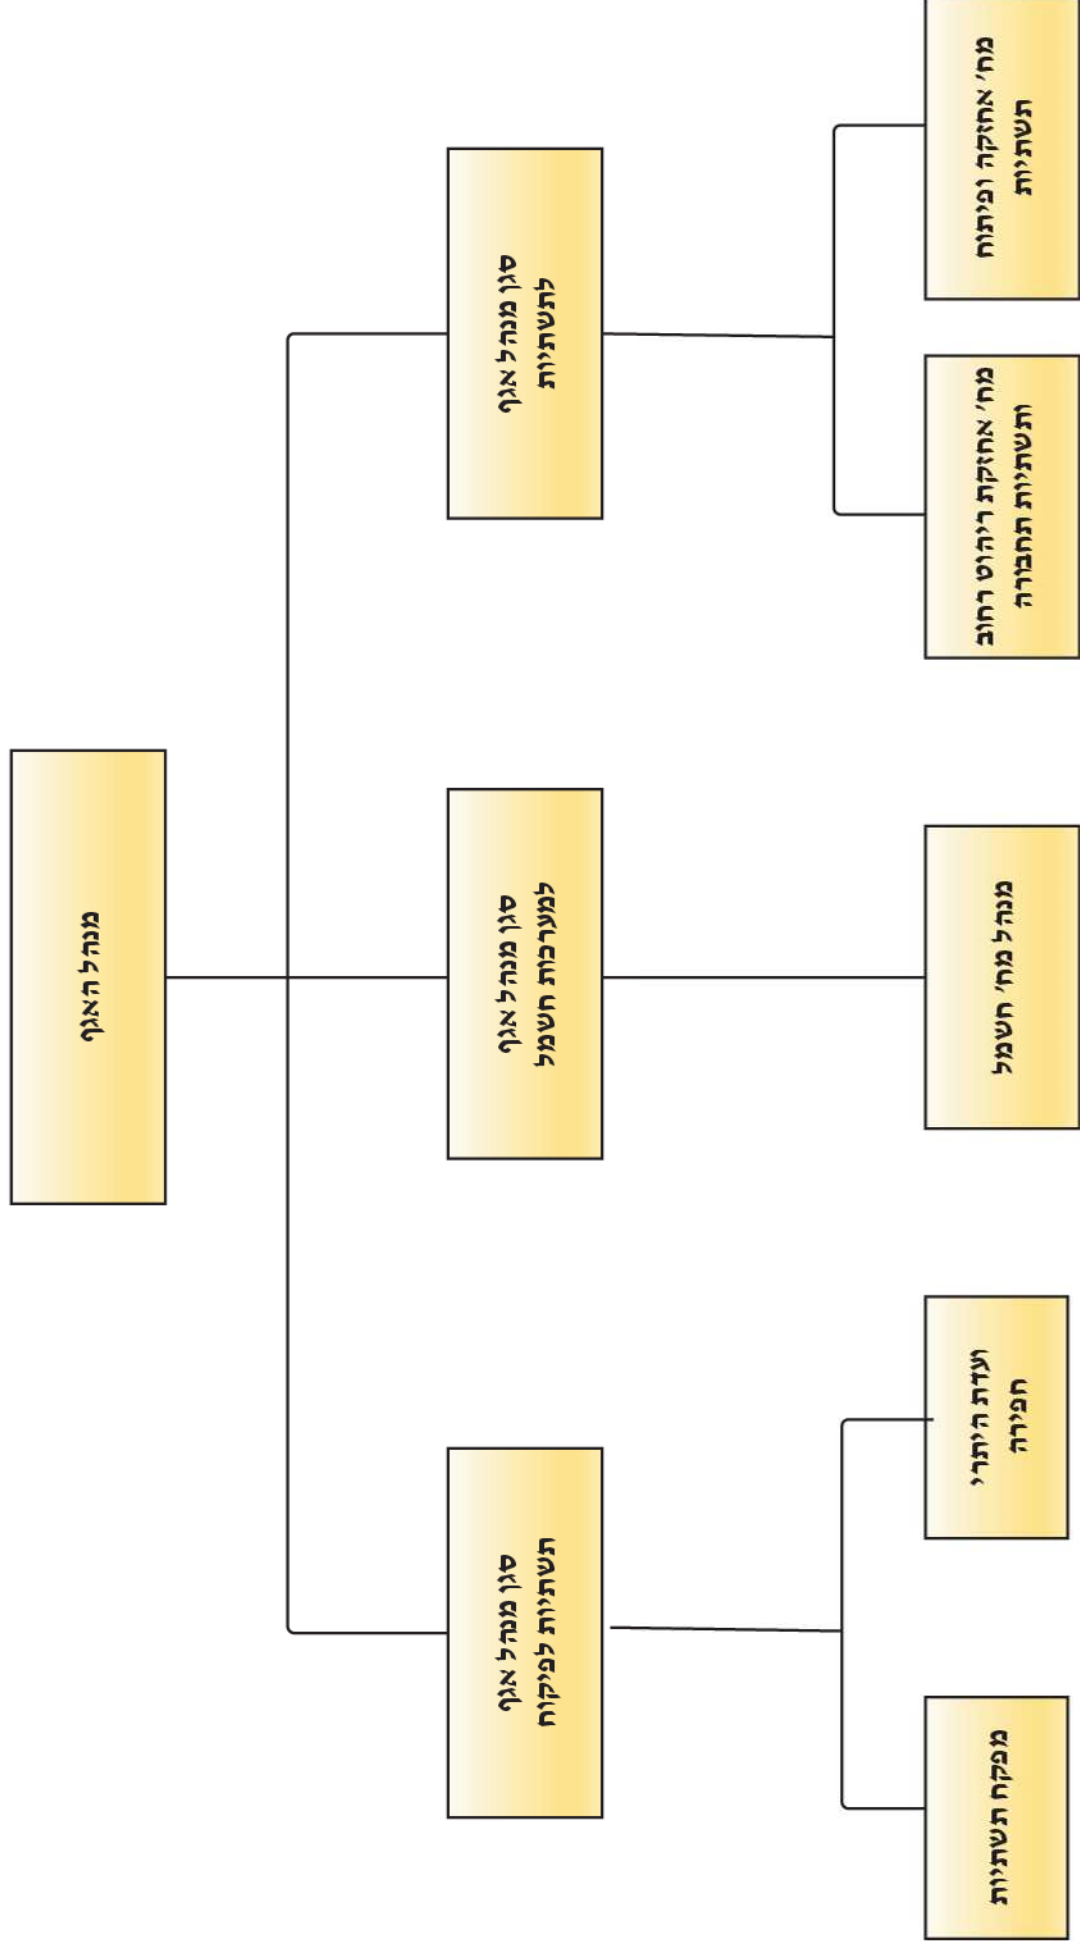 מנהל האגף
סגן מנהל אגף
לתשתיות
סגן מנהל אגף
למערכות חשמל
סגן מנהל אגף
תשתיות לפיקוח
מח׳ אחזקה ופיתוח
תשתיות
מח׳ אחזקת ריהוט רחוב
ותשתיות תחבורה
מנהל מח׳ חשמל
ועדת היתרי
חפירה
מפקח תשתיות